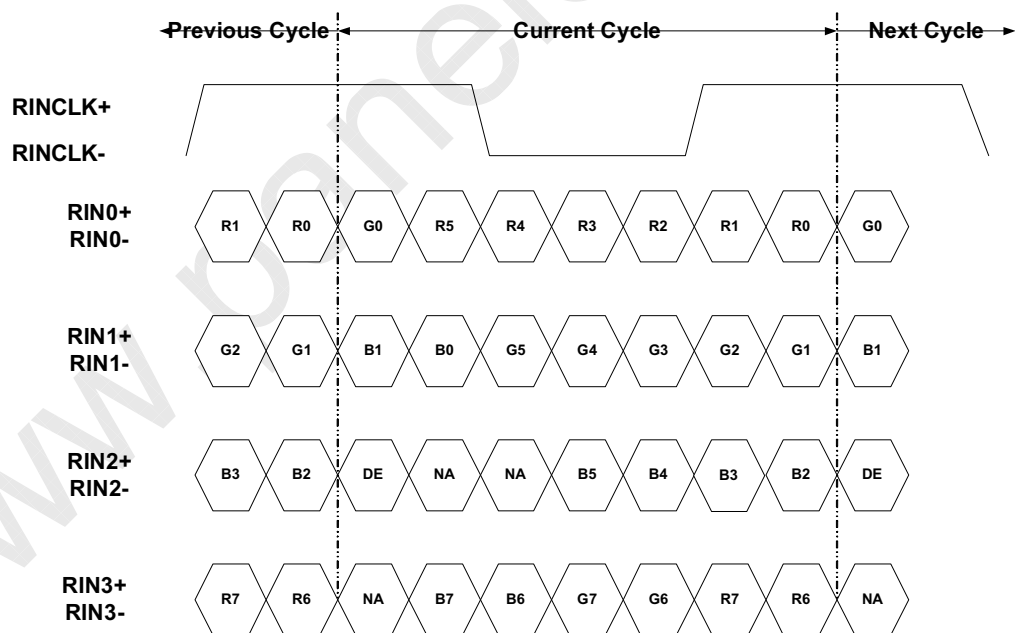 Previous Cycle Current Cycle Next Cycle
RINCLK+
RINCLK-
RIN0+
RIN0-
R1 R0 G0 R5 R4 R3 R2 R1 R0 G0
RIN1+
RIN1-
G2 G1 B1 B0 G5 G4 G3 G2 G1 B1
RIN2+
RIN2-
B3 B2 DE NA NA B5 B4 B3 B2 DE
RIN3+
RIN3-
R7 R6 NA B7 B6 G7 G6 R7 R6 NA
www.panel